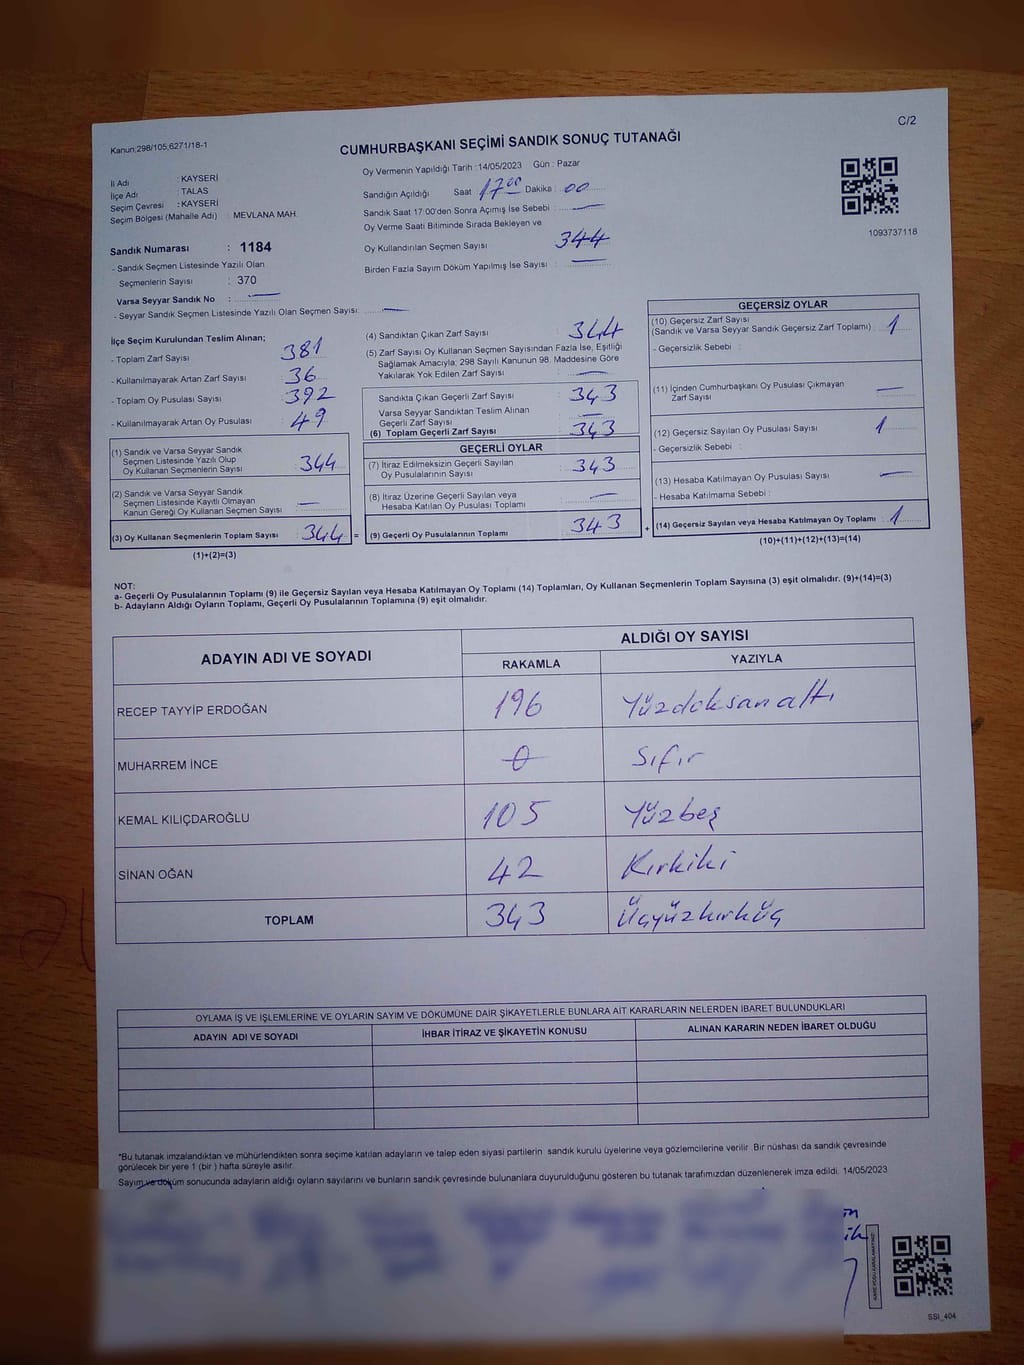 C/2
Kanun:298/105,6271/18-1
CUMHURBAŞKANI SEÇİMİ SANDIK SONUÇ TUTANAĞI
İl Adı : KAYSERİ
İlçe Adı : TALAS
Seçim Çevresi : KAYSERİ
Seçim Bölgesi (Mahalle Adı) : MEVLANA MAH.
Sandık Numarası : 1184
- Sandık Seçmen Listesinde Yazılı Olan
Seçmenlerin Sayısı : 370
Varsa Seyyar Sandık No :
- Seyyar Sandık Seçmen Listesinde Yazılı Olan Seçmen Sayısı:
Oy Vermenin Yapıldığı Tarih : 14/05/2023 Gün : Pazar
Sandığın Açıldığı Saat 17 00 Dakika : 00
Sandık Saat 17:00'den Sonra Açımış İse Sebebi :
Oy Verme Saati Bitiminde Sırada Bekleyen ve
Oy Kullandırılan Seçmen Sayısı 344
Birden Fazla Sayım Döküm Yapılmış İse Sayısı :
1093737118
İlçe Seçim Kurulundan Teslim Alınan;
- Toplam Zarf Sayısı : 381
- Kullanılmayarak Artan Zarf Sayısı : 36
- Toplam Oy Pusulası Sayısı : 392
- Kullanılmayarak Artan Oy Pusulası : 49
(1) Sandık ve Varsa Seyyar Sandık
Seçmen Listesinde Yazılı Olup
Oy Kullanan Seçmenlerin Sayısı : 344
(2) Sandık ve Varsa Seyyar Sandık
Seçmen Listesinde Kayıtlı Olmayan
Kanun Gereği Oy Kullanan Seçmen Sayısı :
(3) Oy Kullanan Seçmenlerin Toplam Sayısı : 344 =
(1)+(2)=(3)
(4) Sandıktan Çıkan Zarf Sayısı : 344
(5) Zarf Sayısı Oy Kullanan Seçmen Sayısından Fazla İse, Eşitliği
Sağlamak Amacıyla; 298 Sayılı Kanunun 98. Maddesine Göre
Yakılarak Yok Edilen Zarf Sayısı :
Sandıkta Çıkan Geçerli Zarf Sayısı : 343
Varsa Seyyar Sandıktan Teslim Alınan
Geçerli Zarf Sayısı :
(6) Toplam Geçerli Zarf Sayısı : 343
GEÇERLİ OYLAR
(7) İtiraz Edilmeksizin Geçerli Sayılan
Oy Pusulalarının Sayısı : 343
(8) İtiraz Üzerine Geçerli Sayılan veya
Hesaba Katılan Oy Pusulası Toplamı :
(9) Geçerli Oy Pusulalarının Toplamı : 343 +
GEÇERSİZ OYLAR
(10) Geçersiz Zarf Sayısı
(Sandık ve Varsa Seyyar Sandık Geçersiz Zarf Toplamı) : 1
- Geçersizlik Sebebi :
(11) İçinden Cumhurbaşkanı Oy Pusulası Çıkmayan
Zarf Sayısı :
(12) Geçersiz Sayılan Oy Pusulası Sayısı : 1
- Geçersizlik Sebebi :
(13) Hesaba Katılmayan Oy Pusulası Sayısı :
- Hesaba Katılmama Sebebi :
(14) Geçersiz Sayılan veya Hesaba Katılmayan Oy Toplamı : 1
(10)+(11)+(12)+(13)=(14)
NOT:
a- Geçerli Oy Pusulalarının Toplamı (9) ile Geçersiz Sayılan veya Hesaba Katılmayan Oy Toplamı (14) Toplamları, Oy Kullanan Seçmenlerin Toplam Sayısına (3) eşit olmalıdır. (9)+(14)=(3)
b- Adayların Aldığı Oyların Toplamı, Geçerli Oy Pusulalarının Toplamına (9) eşit olmalıdır.
ADAYIN ADI VE SOYADI
ALDIĞI OY SAYISI
RAKAMLA YAZIYLA
RECEP TAYYİP ERDOĞAN 196 Yüzdoksanaltı
MUHARREM İNCE 0 Sıfır
KEMAL KILIÇDAROĞLU 105 Yüzbeş
SİNAN OĞAN 42 Kırkiki
TOPLAM 343 Üçyüzkırküç
OYLAMA İŞ VE İŞLEMLERİNE VE OYLARIN SAYIM VE DÖKÜMÜNE DAİR ŞİKAYETLERLE BUNLARA AİT KARARLARIN NELERDEN İBARET BULUNDUKLARI
ADAYIN ADI VE SOYADI İHBAR İTİRAZ VE ŞİKAYETİN KONUSU ALINAN KARARIN NEDEN İBARET OLDUĞU
*Bu tutanak imzalandıktan ve mühürlendikten sonra seçime katılan adayların ve talep eden siyasi partilerin sandık kurulu üyelerine veya gözlemcilerine verilir. Bir nüshası da sandık çevresinde
görülecek bir yere 1 (bir) hafta süreyle asılır.
Sayım ve döküm sonucunda adayların aldığı oyların sayılarını ve bunların sandık çevresinde bulunanlara duyurulduğunu gösteren bu tutanak tarafımızdan düzenlenerek imza edildi. 14/05/2023
SSI_404